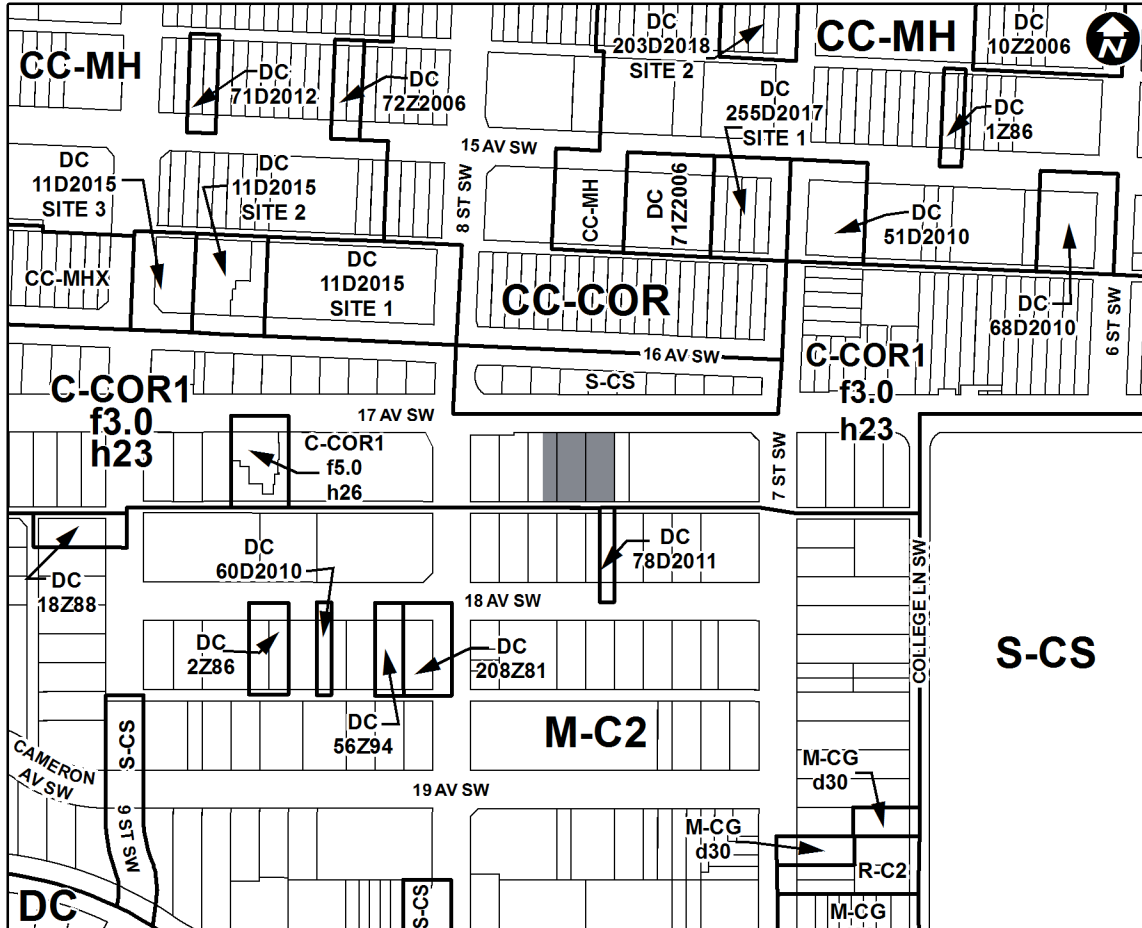 CC-MH
DC
71D2012
DC
72Z2006
DC
203D2018
SITE 2
CC-MH
DC
10Z2006
N
DC
255D2017
SITE 1
DC
1Z86
15 AV SW
DC
11D2015
SITE 3
DC
11D2015
SITE 2
8 ST SW
CC-MH
DC
71Z2006
DC
51D2010
CC-MHX
DC
11D2015
SITE 1
CC-COR
DC
68D2010
6 ST SW
16 AV SW
S-CS
C-COR1
f3.0
h23
C-COR1
f3.0
h23
17 AV SW
C-COR1
f5.0
h26
7 ST SW
DC
18Z88
DC
60D2010
DC
78D2011
18 AV SW
COLLEGE LN SW
DC
2Z86
DC
208Z81
S-CS
DC
56Z94
M-C2
S-CS
CAMERON
AV SW
19 AV SW
9 ST SW
M-CG
d30
M-CG
d30
R-C2
DC
S-CS
M-CG